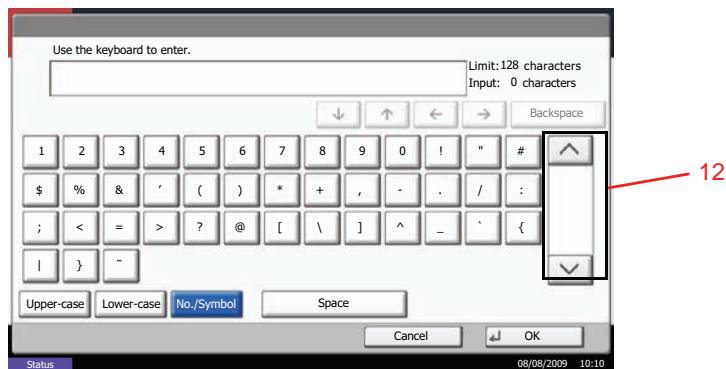 Use the keyboard to enter.
Limit: 128 characters
Input: 0 characters
↓ ↑ ← → Backspace
1 2 3 4 5 6 7 8 9 0 ! " #
12
$ % & ' ( ) * + , - . / :
; < = > ? @ [ \ ] ^ _ ` {
| } ~
Upper-case Lower-case No./Symbol Space
Cancel OK
Status 08/08/2009 10:10